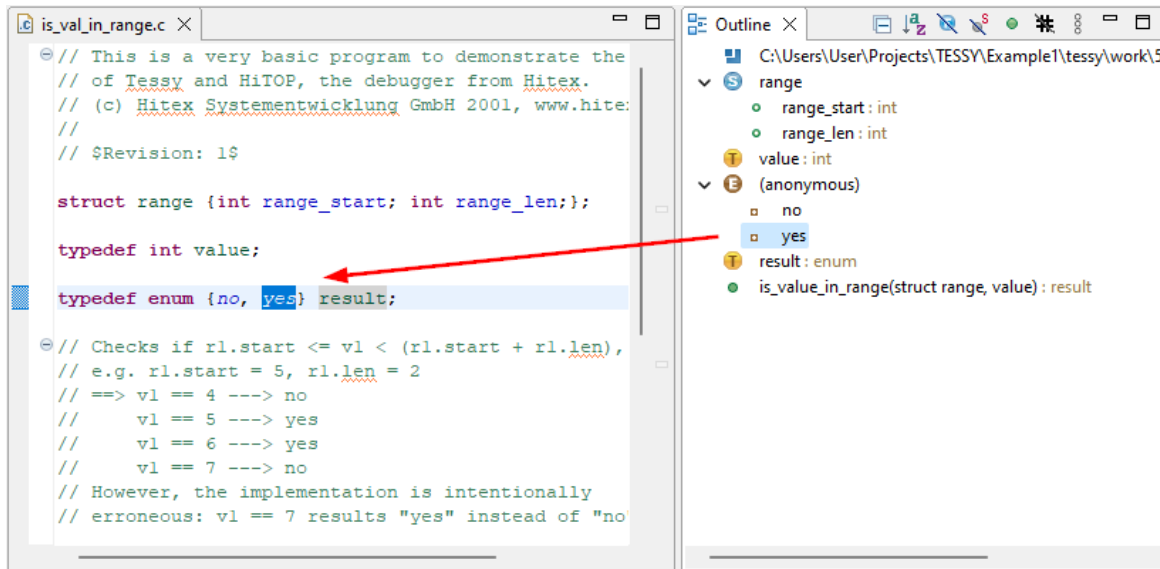 is_val_in_range.c
// This is a very basic program to demonstrate the
// of Tessy and HiTOP, the debugger from Hitex.
// (c) Hitex Systementwicklung GmbH 2001, www.hitex
//
// $Revision: 1$
struct range {int range_start; int range_len;};
typedef int value;
typedef enum {no, yes} result;
// Checks if r1.start <= v1 < (r1.start + r1.len),
// e.g. r1.start = 5, r1.len = 2
// ==> v1 == 4 ---> no
// v1 == 5 ---> yes
// v1 == 6 ---> yes
// v1 == 7 ---> no
// However, the implementation is intentionally
// erroneous: v1 == 7 results "yes" instead of "no
Outline
C:\Users\User\Projects\TESSY\Example1\tessy\work\5
range
range_start : int
range_len : int
value : int
(anonymous)
no
yes
result : enum
is_value_in_range(struct range, value) : result